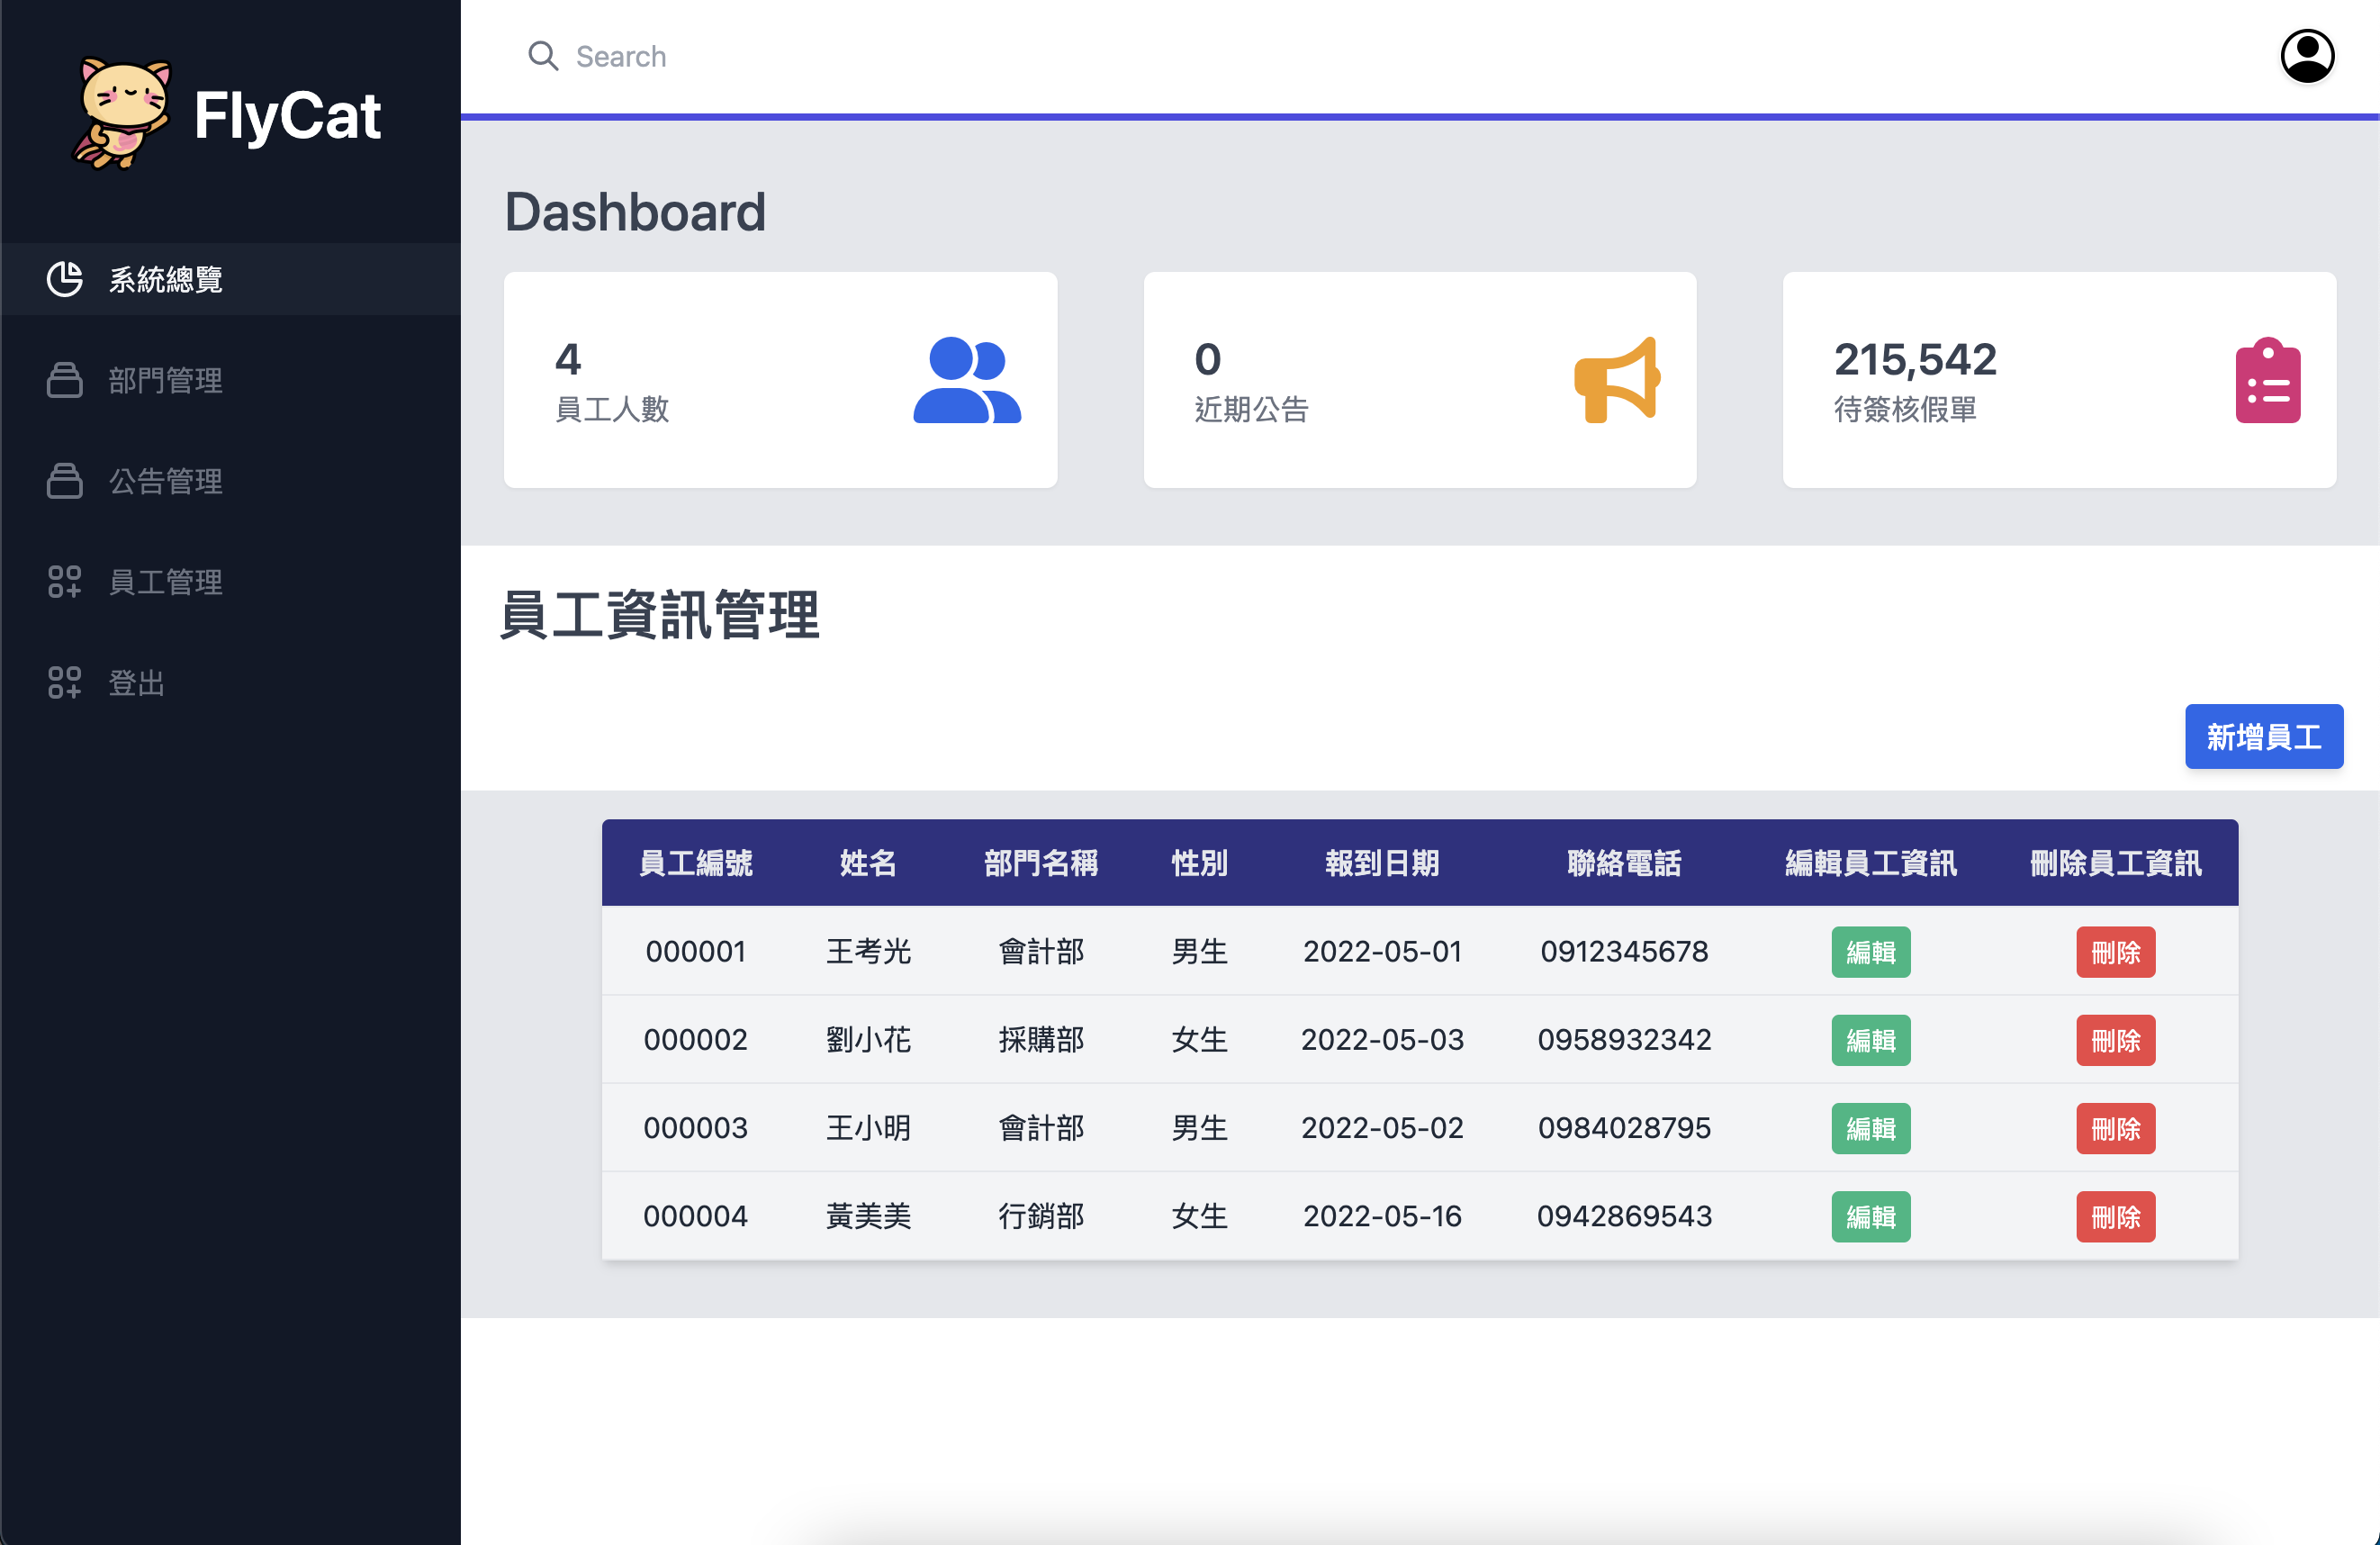 FlyCat
系統總覽
部門管理
公告管理
員工管理
登出
Search
Dashboard
4
員工人數
0
近期公告
215,542
待簽核假單
員工資訊管理
新增員工
員工編號 姓名 部門名稱 性別 報到日期 聯絡電話 編輯員工資訊 刪除員工資訊
000001 王考光 會計部 男生 2022-05-01 0912345678 編輯 刪除
000002 劉小花 採購部 女生 2022-05-03 0958932342 編輯 刪除
000003 王小明 會計部 男生 2022-05-02 0984028795 編輯 刪除
000004 黃美美 行銷部 女生 2022-05-16 0942869543 編輯 刪除